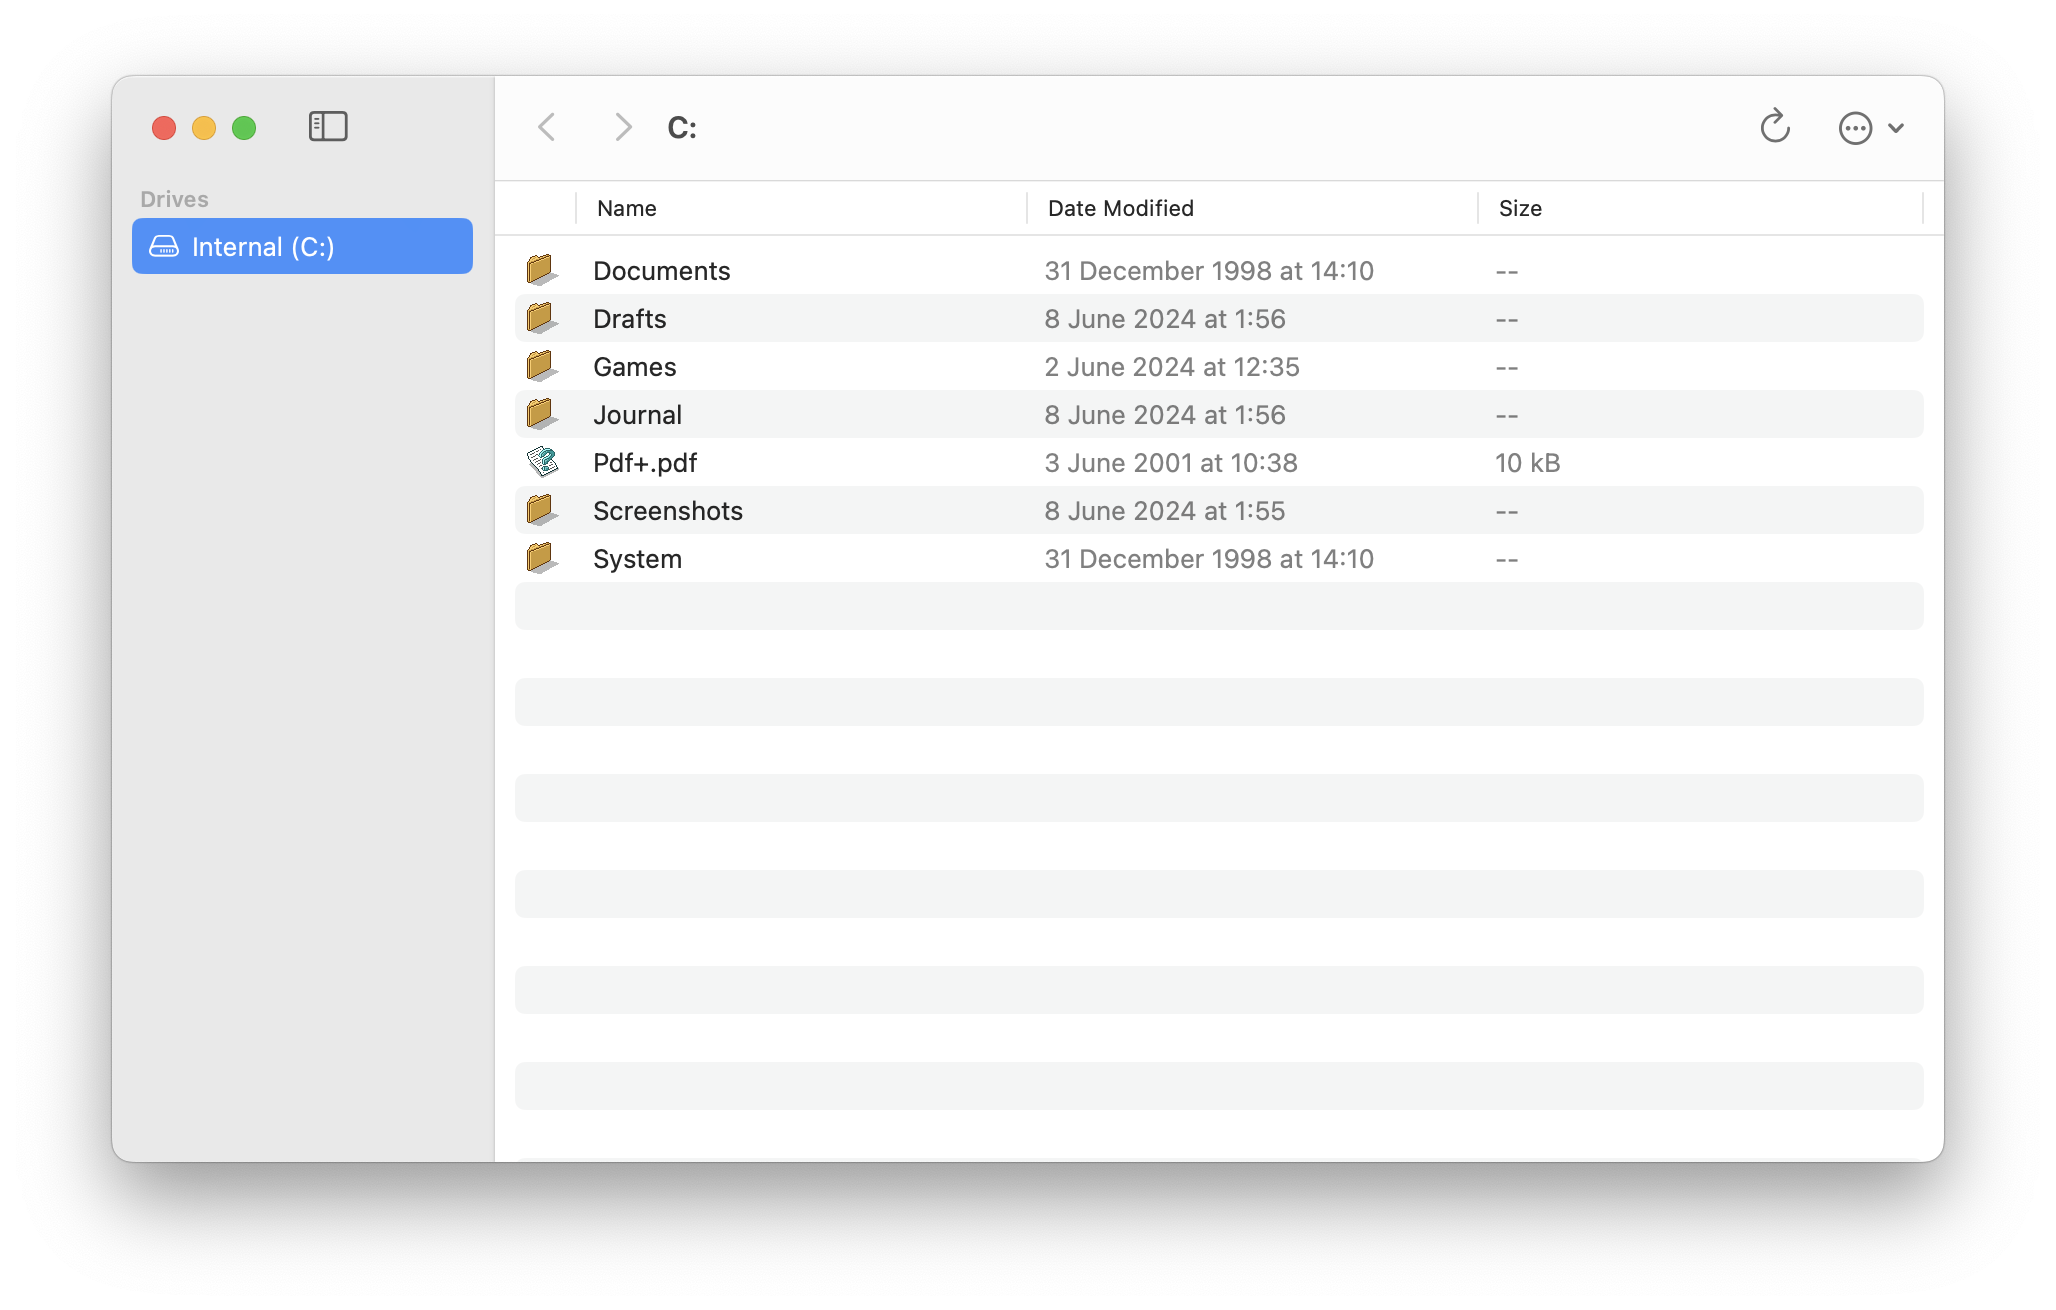 C:
Drives
Internal (C:)
Name Date Modified Size
Documents 31 December 1998 at 14:10 --
Drafts 8 June 2024 at 1:56 --
Games 2 June 2024 at 12:35 --
Journal 8 June 2024 at 1:56 --
Pdf+.pdf 3 June 2001 at 10:38 10 kB
Screenshots 8 June 2024 at 1:55 --
System 31 December 1998 at 14:10 --